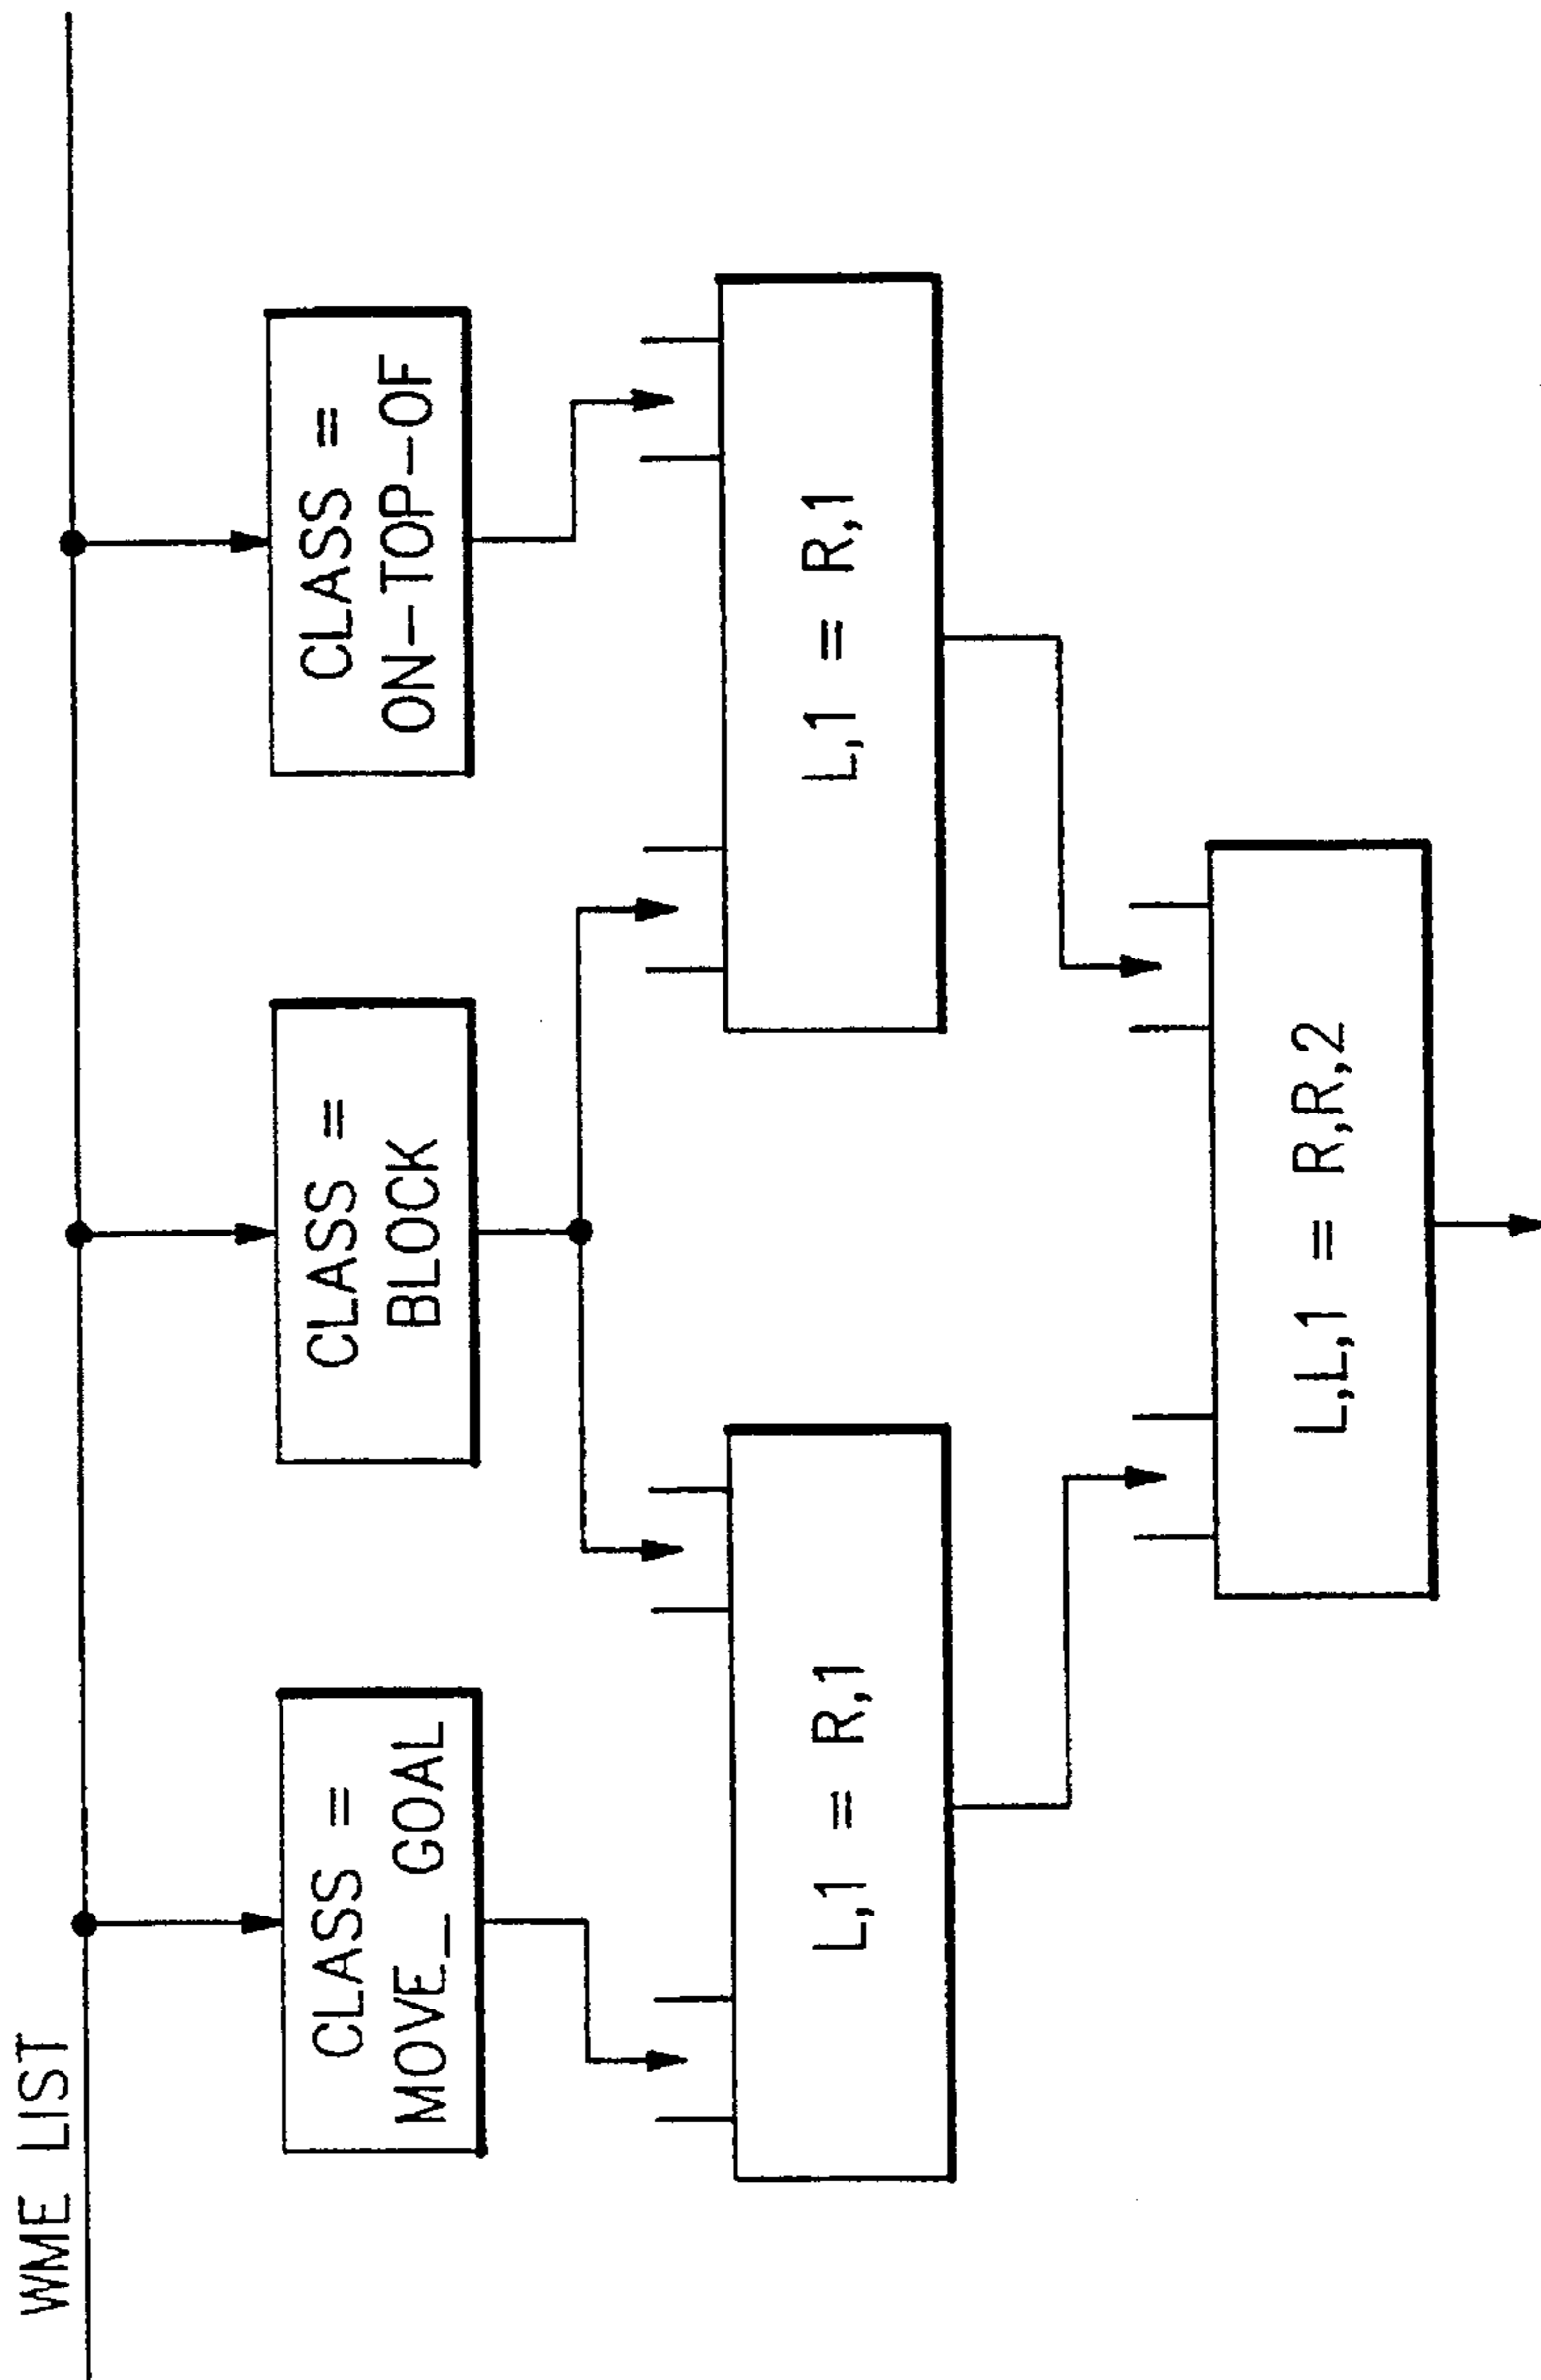 WME LIST
CLASS =
MOVE_ GOAL
CLASS =
BLOCK
CLASS =
ON-TOP-OF
L,1 = R,1
L,1 = R,1
L,L,1 = R,R,2